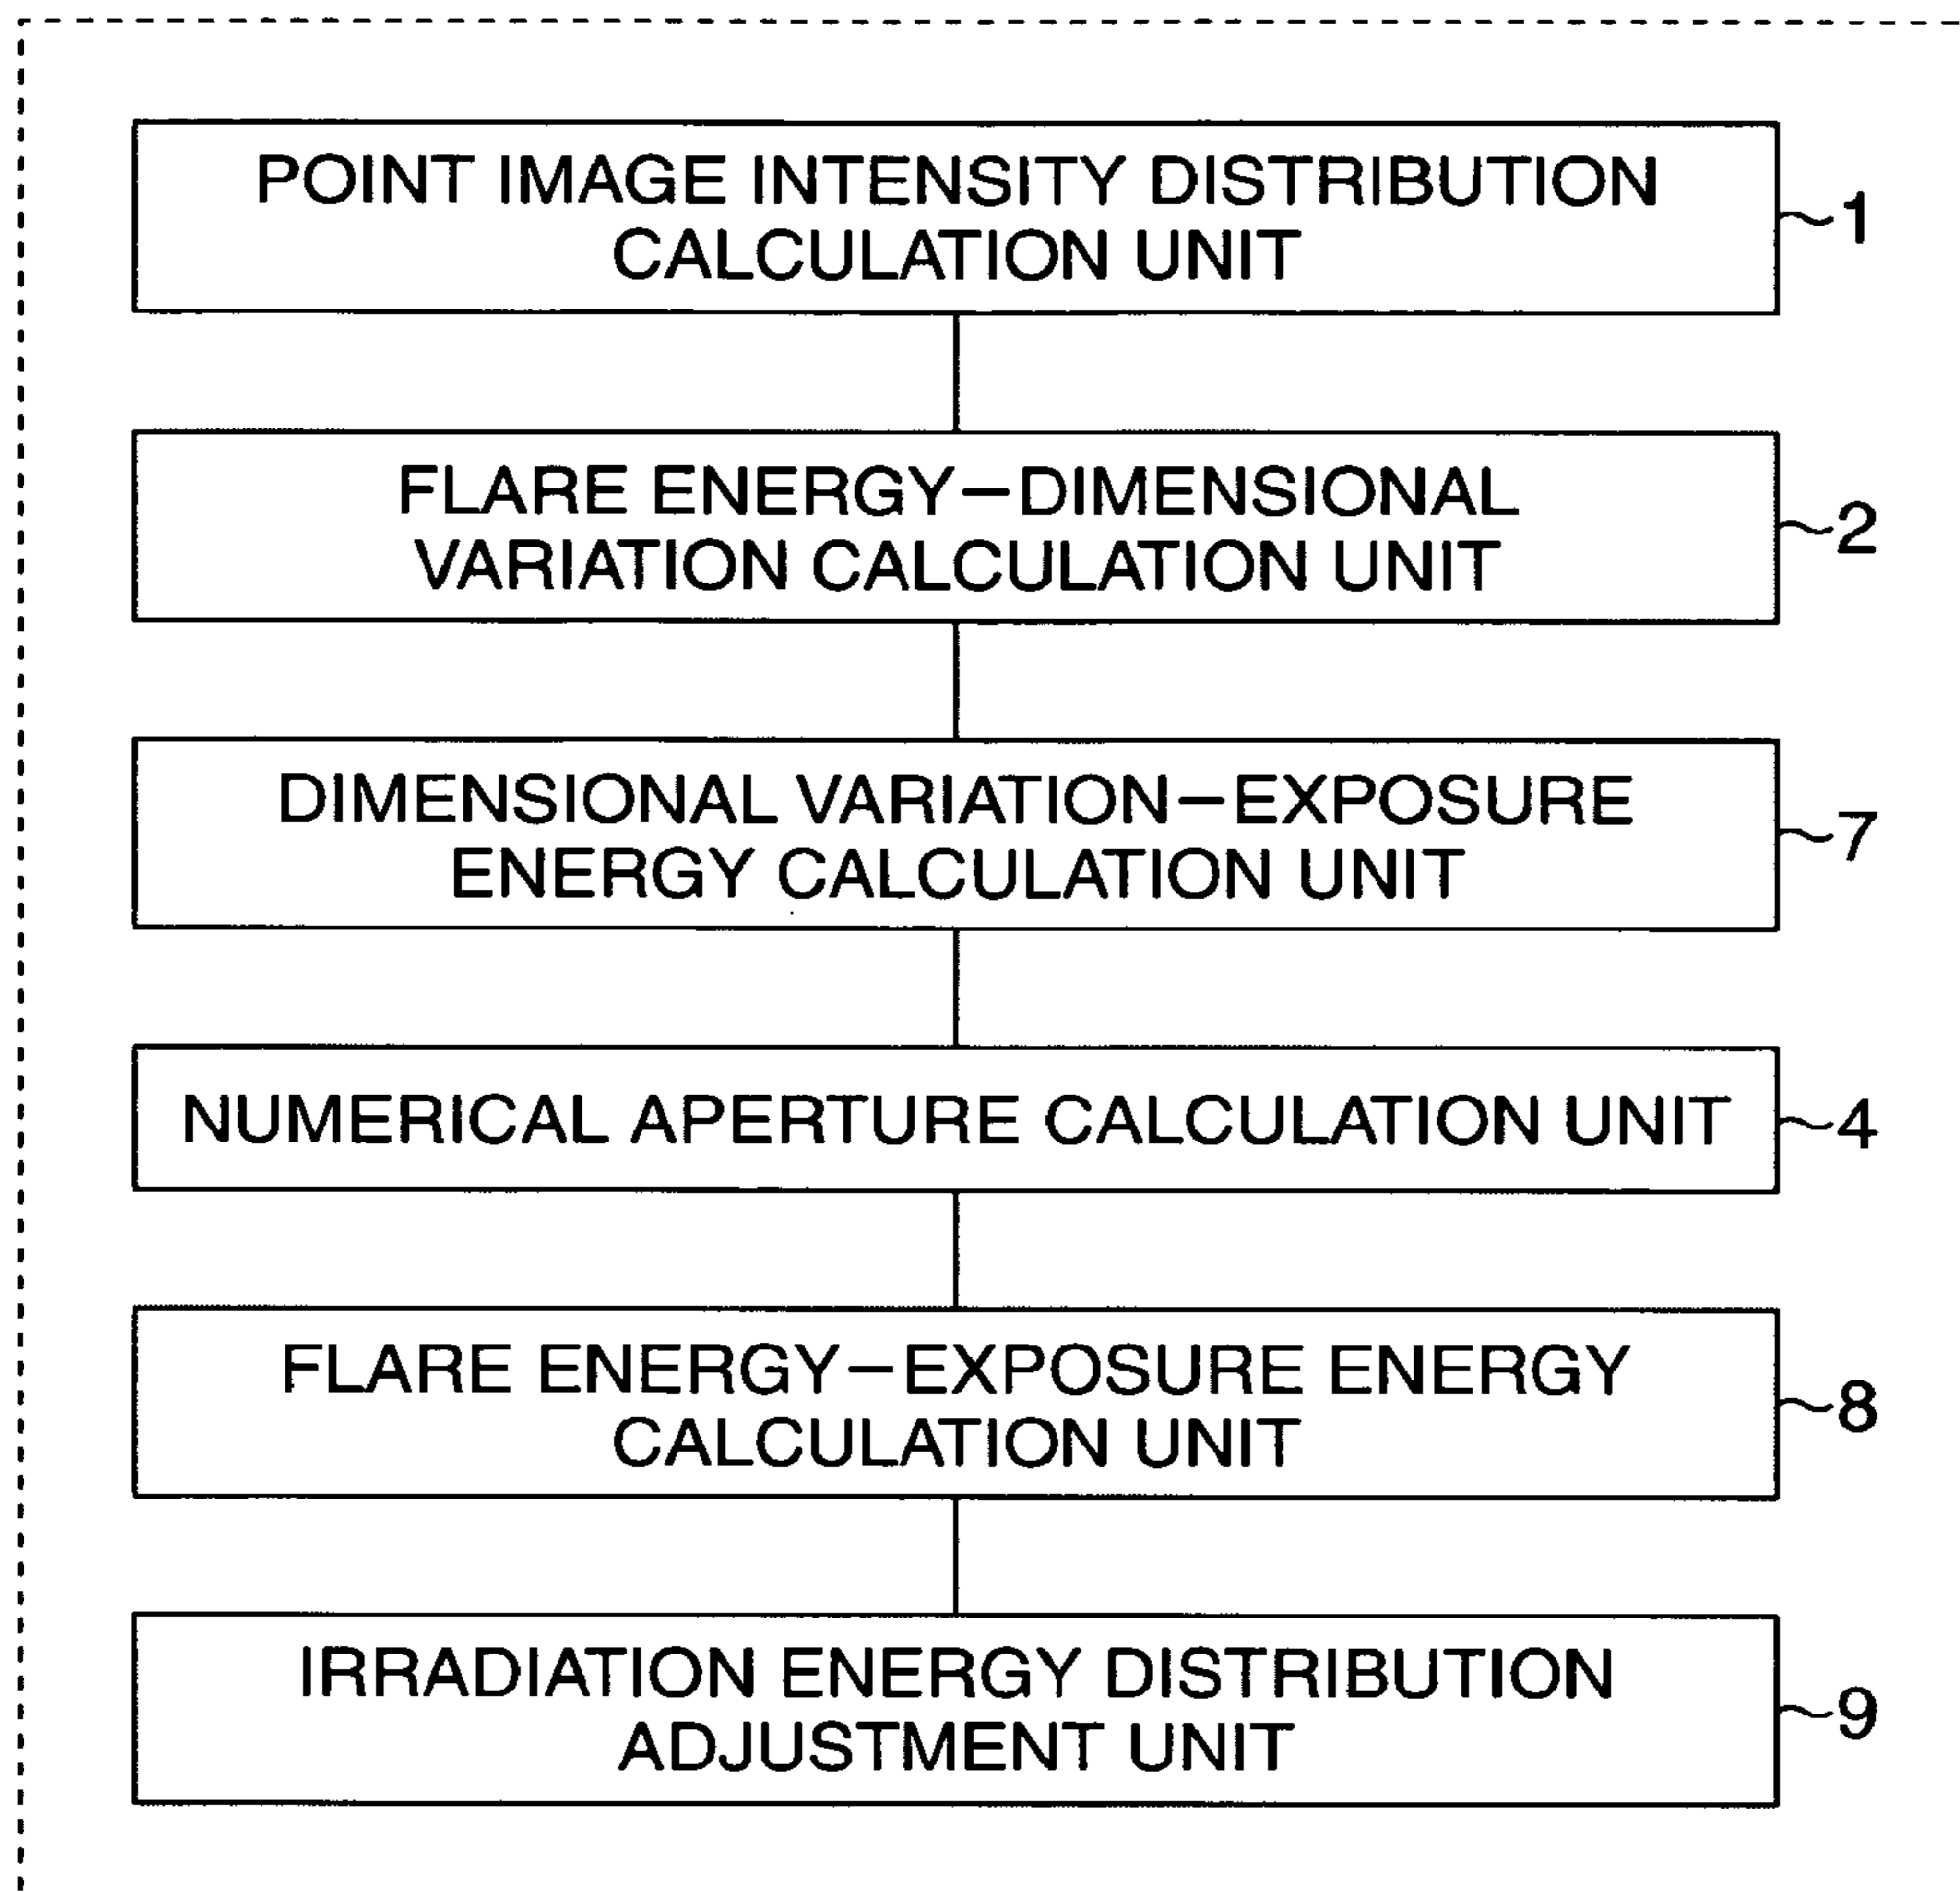 POINT IMAGE INTENSITY DISTRIBUTION
CALCULATION UNIT
1
FLARE ENERGY–DIMENSIONAL
VARIATION CALCULATION UNIT
2
DIMENSIONAL VARIATION–EXPOSURE
ENERGY CALCULATION UNIT
7
NUMERICAL APERTURE CALCULATION UNIT
4
FLARE ENERGY–EXPOSURE ENERGY
CALCULATION UNIT
8
IRRADIATION ENERGY DISTRIBUTION
ADJUSTMENT UNIT
9